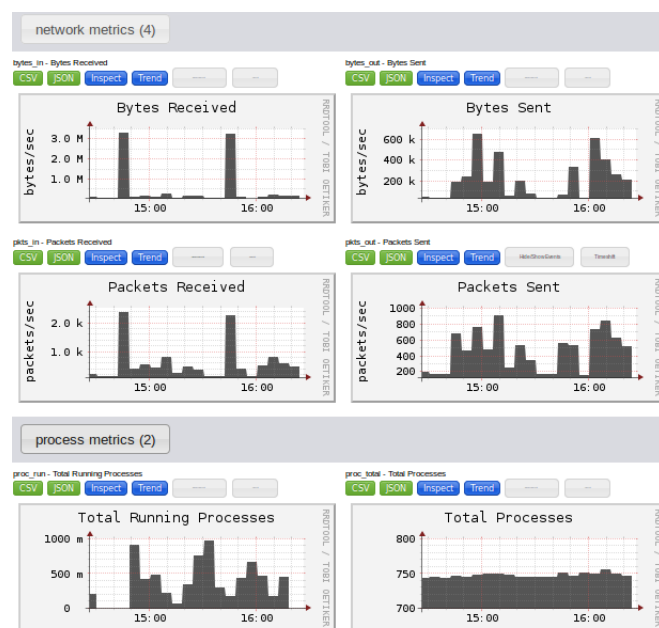 network metrics (4)
bytes_in - Bytes Received
CSV JSON Inspect Trend
bytes_out - Bytes Sent
CSV JSON Inspect Trend
Bytes Received
bytes/sec
3.0 M
2.0 M
1.0 M
15:00 16:00
RRDTOOL / TOBI OETIKER
Bytes Sent
bytes/sec
600 k
400 k
200 k
15:00 16:00
RRDTOOL / TOBI OETIKER
pkts_in - Packets Received
CSV JSON Inspect Trend
pkts_out - Packets Sent
CSV JSON Inspect Trend Hide/Show Events Timeshift
Packets Received
packets/sec
2.0 k
1.0 k
15:00 16:00
RRDTOOL / TOBI OETIKER
Packets Sent
packets/sec
1000
800
600
400
200
15:00 16:00
RRDTOOL / TOBI OETIKER
process metrics (2)
proc_run - Total Running Processes
CSV JSON Inspect Trend
proc_total - Total Processes
CSV JSON Inspect Trend
Total Running Processes
1000 m
500 m
0
15:00 16:00
RRDTOOL / TOBI OETIKER
Total Processes
800
750
700
15:00 16:00
RRDTOOL / TOBI OETIKER